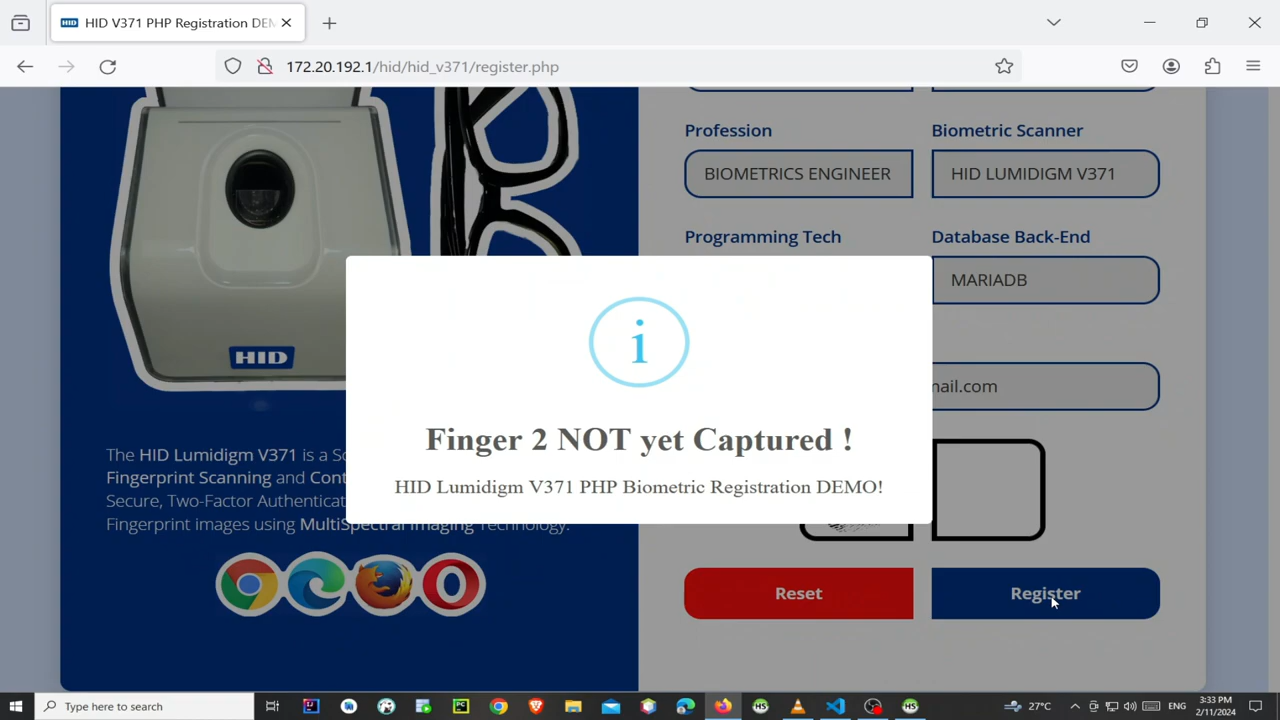 HID V371 PHP Registration DEM
172.20.192.1/hid/hid_v371/register.php
Profession
Biometric Scanner
BIOMETRICS ENGINEER
HID LUMIDIGM V371
Programming Tech
Database Back-End
MARIADB
mail.com
HID
i
Finger 2 NOT yet Captured !
HID Lumidigm V371 PHP Biometric Registration DEMO!
The HID Lumidigm V371 is a
Fingerprint Scanning and
Secure, Two-Factor
Fingerprint images using MultiSpectral Imaging Technology.
Reset
Register
Type here to search
27°C
ENG
3:33 PM
2/11/2024